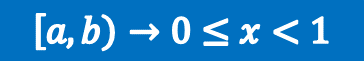 [a, b) → 0 ≤ x < 1